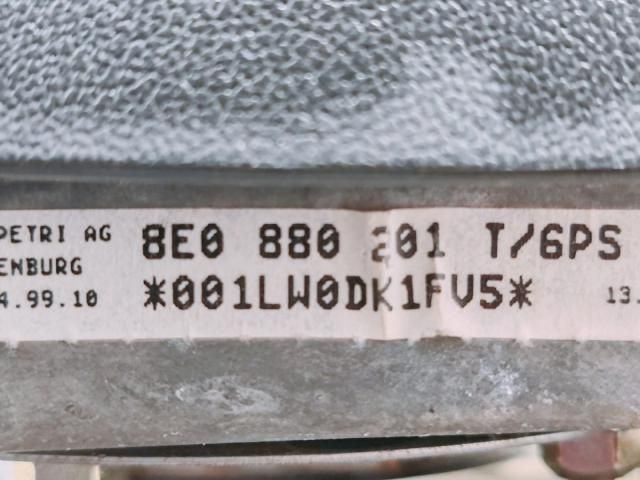 PETRI AG 8E0 880 201 T/6PS
ENBURG
4.99.10 *001LW0DK1FV5* 13.